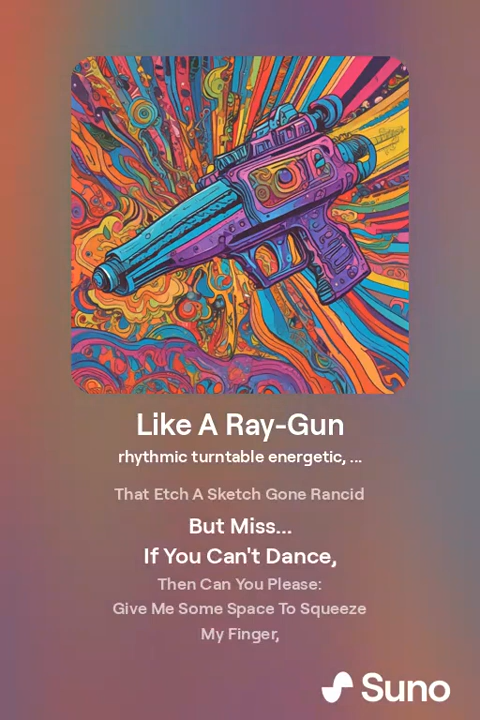 Like A Ray-Gun
rhythmic turntable energetic, ...
That Etch A Sketch Gone Rancid
But Miss...
If You Can't Dance,
Then Can You Please:
Give Me Some Space To Squeeze
My Finger,
Suno